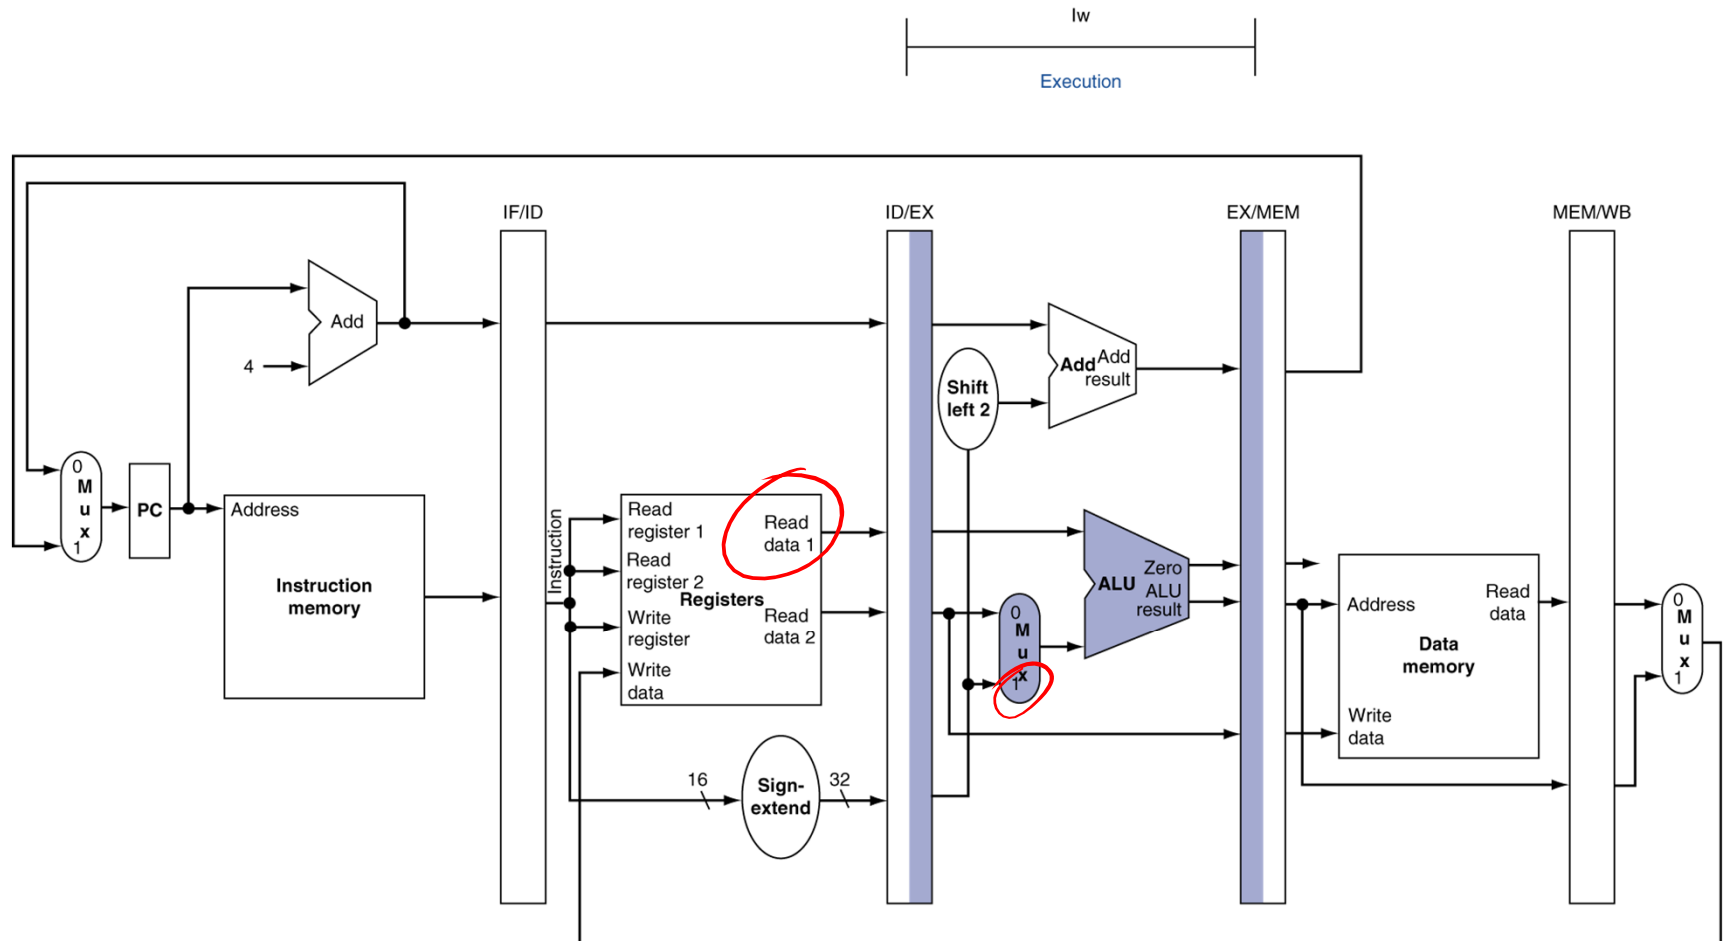 lw
Execution
IF/ID
ID/EX
EX/MEM
MEM/WB
Add
4
Add Add
result
Shift
left 2
0
M
u
x
1
PC
Address
Instruction
memory
Instruction
Read
register 1
Read
register 2
Write
register
Write
data
Registers
Read
data 1
Read
data 2
16
Sign-
extend
32
0
M
u
x
1
ALU
Zero
ALU
result
Address
Read
data
Data
memory
Write
data
0
M
u
x
1